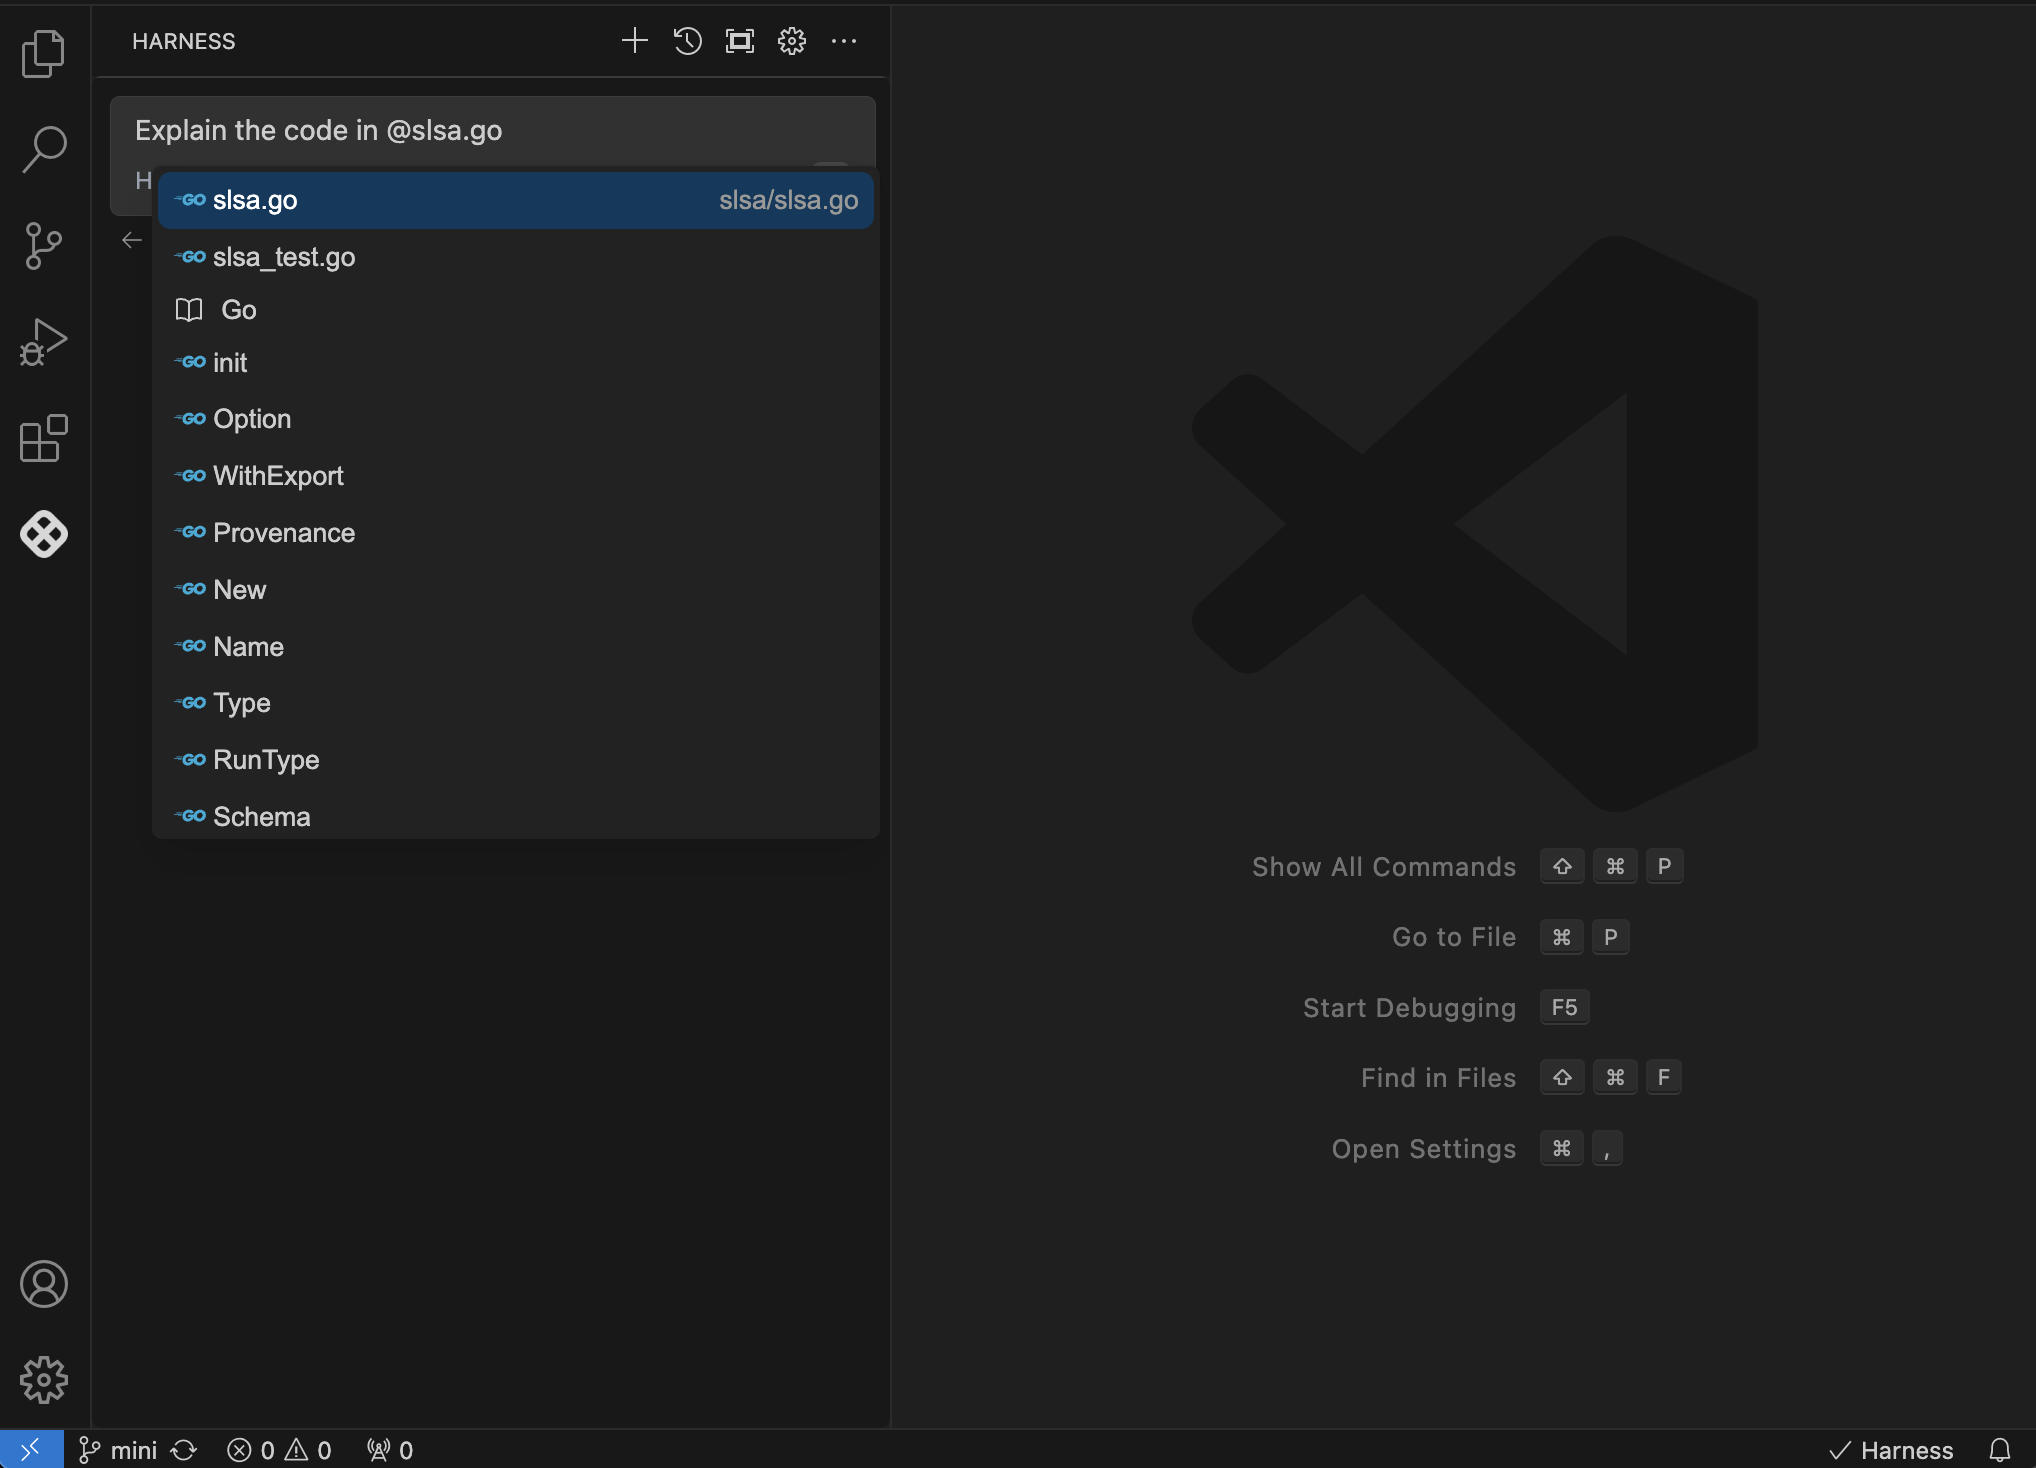 HARNESS
Explain the code in @slsa.go
H
GO slsa.go slsa/slsa.go
GO slsa_test.go
Go
GO init
GO Option
GO WithExport
GO Provenance
GO New
GO Name
GO Type
GO RunType
GO Schema
Show All Commands ⇧ ⌘ P
Go to File ⌘ P
Start Debugging F5
Find in Files ⇧ ⌘ F
Open Settings ⌘ ,
mini 0 0 0 Harness